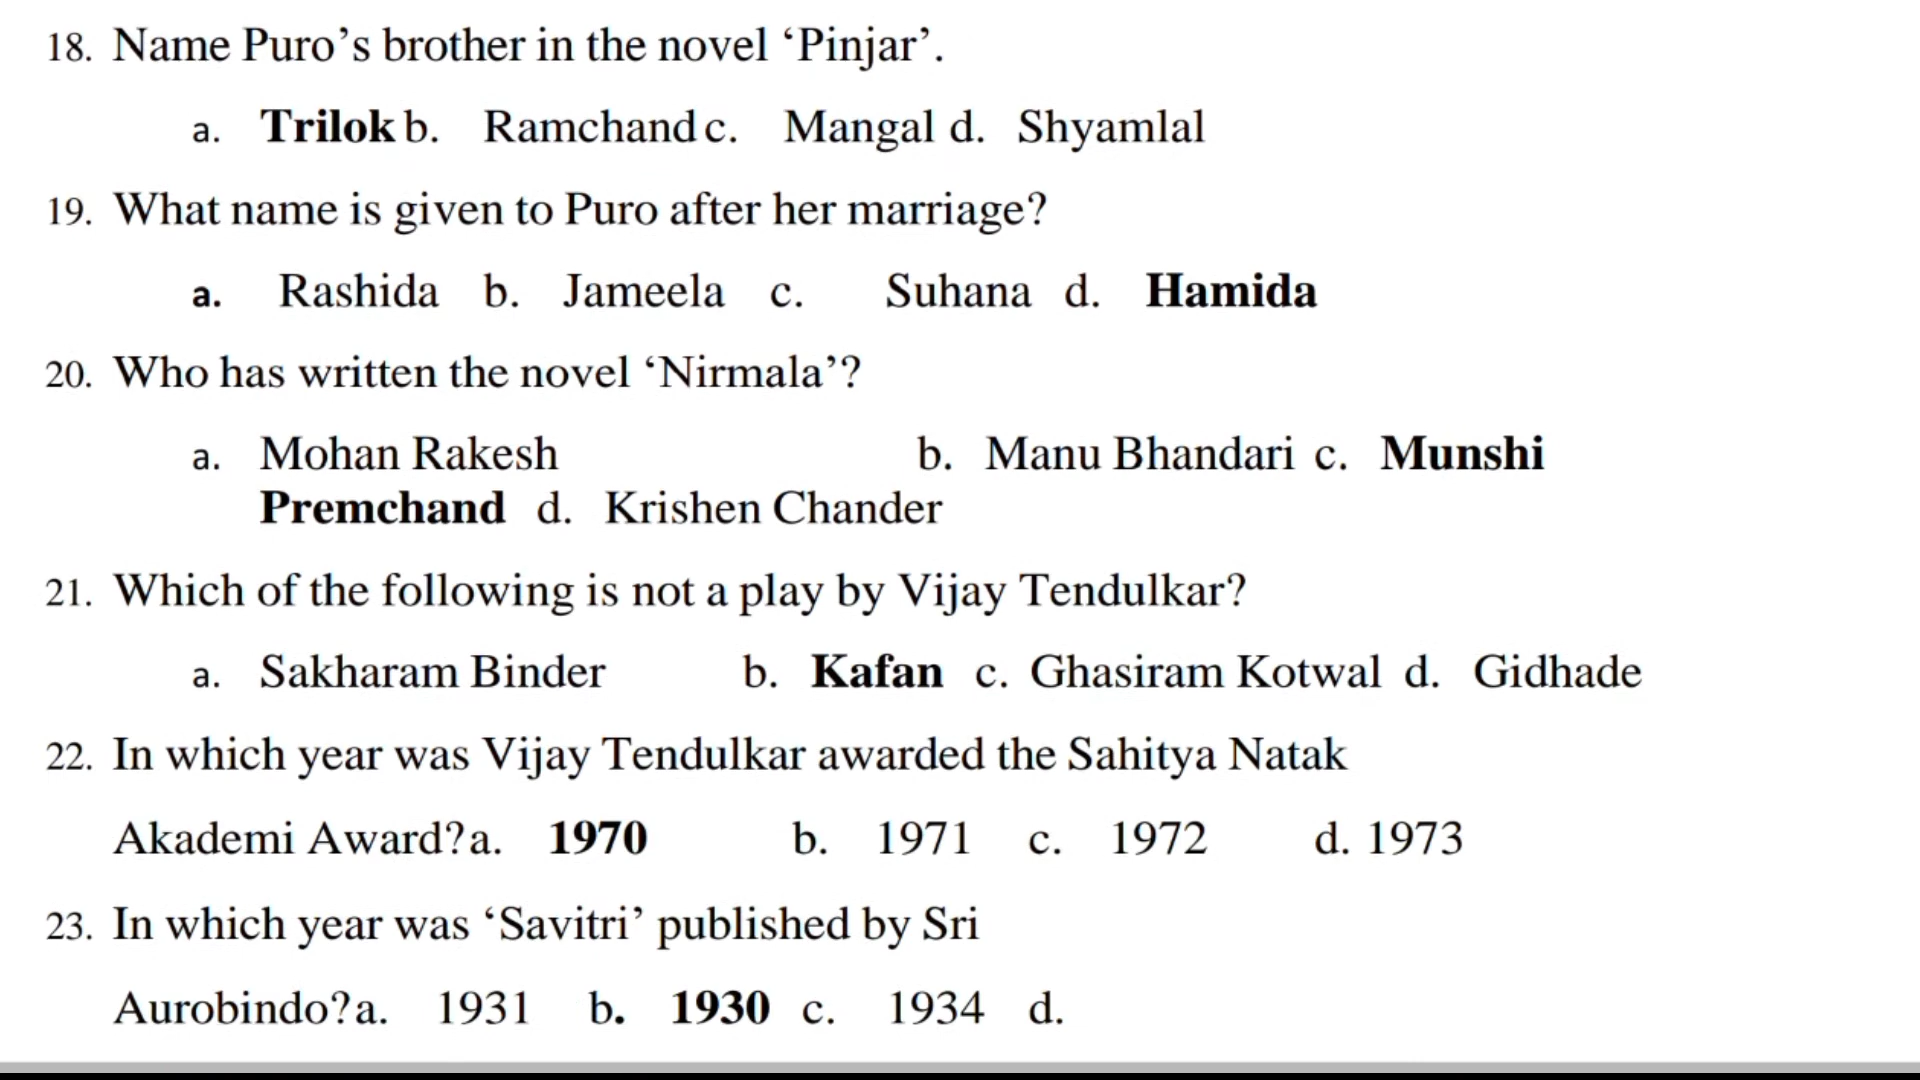 18. Name Puro’s brother in the novel ‘Pinjar’.
a. Trilok b. Ramchand c. Mangal d. Shyamlal
19. What name is given to Puro after her marriage?
a. Rashida b. Jameela c. Suhana d. Hamida
20. Who has written the novel ‘Nirmala’?
a. Mohan Rakesh b. Manu Bhandari c. Munshi
Premchand d. Krishen Chander
21. Which of the following is not a play by Vijay Tendulkar?
a. Sakharam Binder b. Kafan c. Ghasiram Kotwal d. Gidhade
22. In which year was Vijay Tendulkar awarded the Sahitya Natak
Akademi Award? a. 1970 b. 1971 c. 1972 d. 1973
23. In which year was ‘Savitri’ published by Sri
Aurobindo? a. 1931 b. 1930 c. 1934 d.